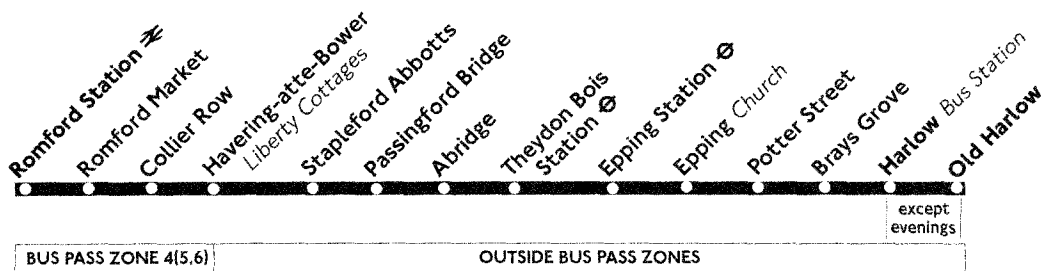 Romford Station
Romford Market
Collier Row
Havering-atte-Bower
Liberty Cottages
Stapleford Abbotts
Passingford Bridge
Abridge
Theydon Bois
Station
Epping Station
Epping Church
Potter Street
Brays Grove
Harlow Bus Station
Old Harlow
except
evenings
BUS PASS ZONE 4(5,6)
OUTSIDE BUS PASS ZONES